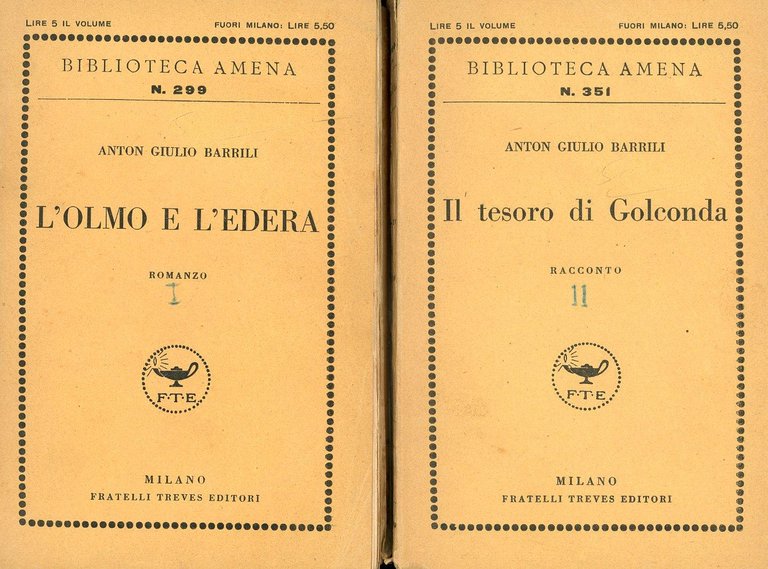 LIRE 5 IL VOLUME FUORI MILANO: LIRE 5,50
BIBLIOTECA AMENA
N. 299
ANTON GIULIO BARRILI
L'OLMO E L'EDERA
ROMANZO
I
F·T·E
MILANO
FRATELLI TREVES EDITORI
LIRE 5 IL VOLUME FUORI MILANO: LIRE 5,50
BIBLIOTECA AMENA
N. 351
ANTON GIULIO BARRILI
Il tesoro di Golconda
RACCONTO
11
F·T·E
MILANO
FRATELLI TREVES EDITORI